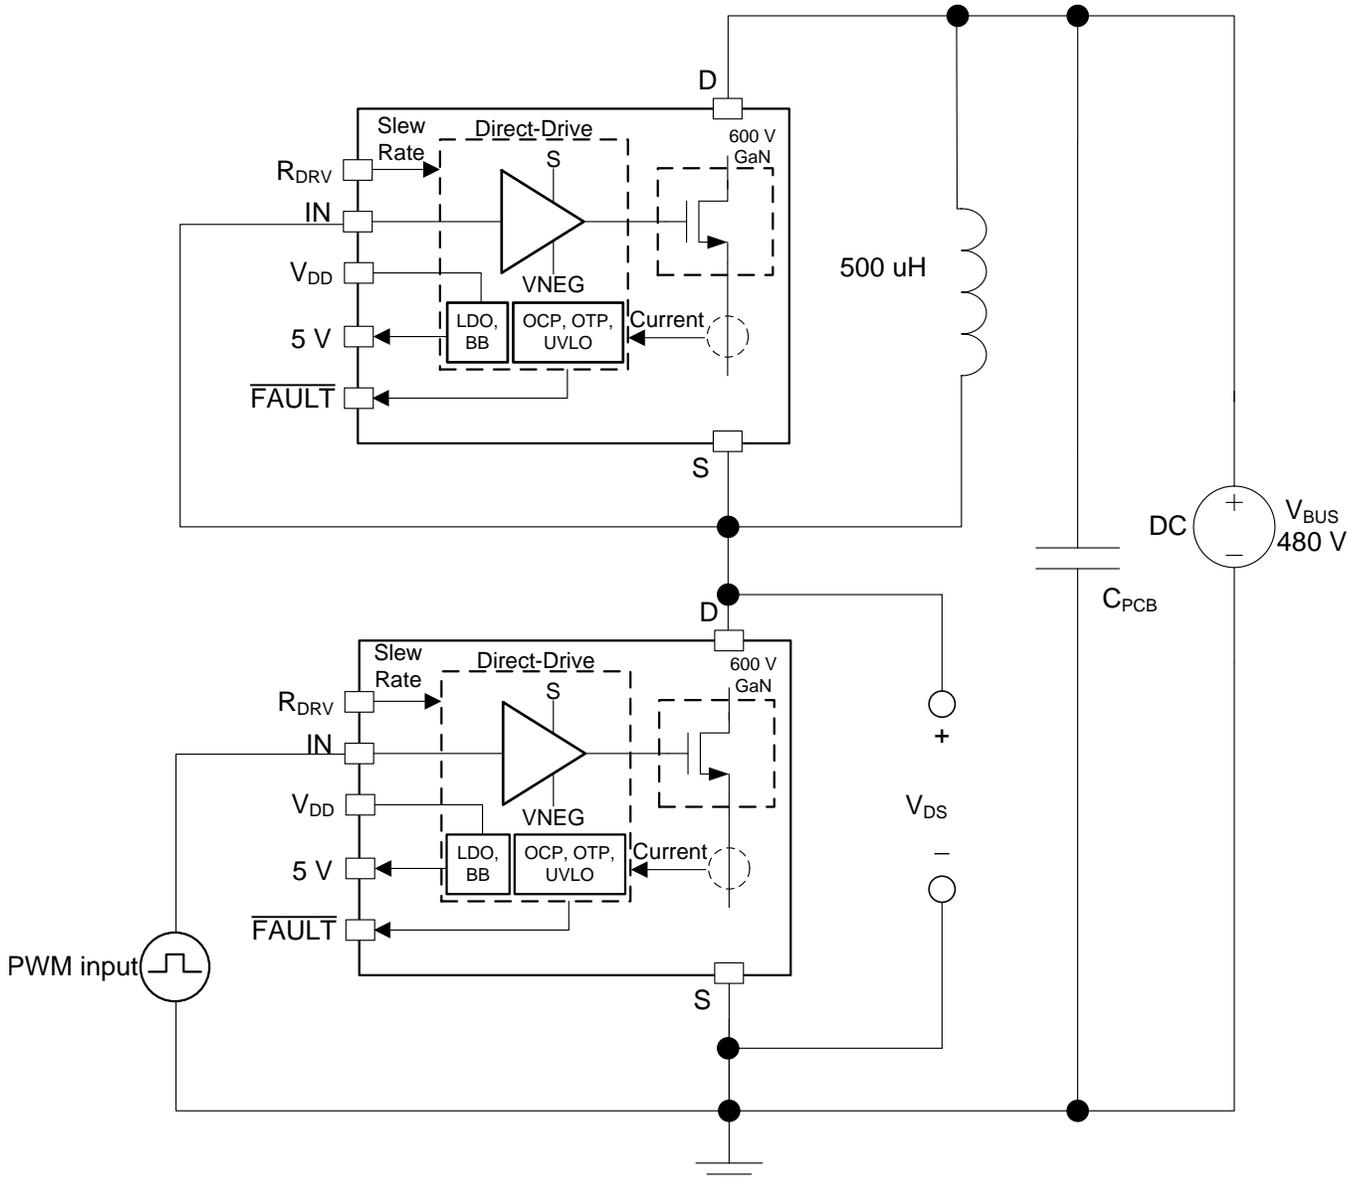 D
Slew
Rate
Direct-Drive
600 V
GaN
S
RDRV
IN
VDD
VNEG
500 uH
LDO,
BB
OCP, OTP,
UVLO
Current
5 V
FAULT
S
DC
+
–
VBUS
480 V
CPCB
D
Slew
Rate
Direct-Drive
600 V
GaN
S
RDRV
IN
+
VDD
VNEG
VDS
LDO,
BB
OCP, OTP,
UVLO
Current
–
5 V
FAULT
PWM input
S